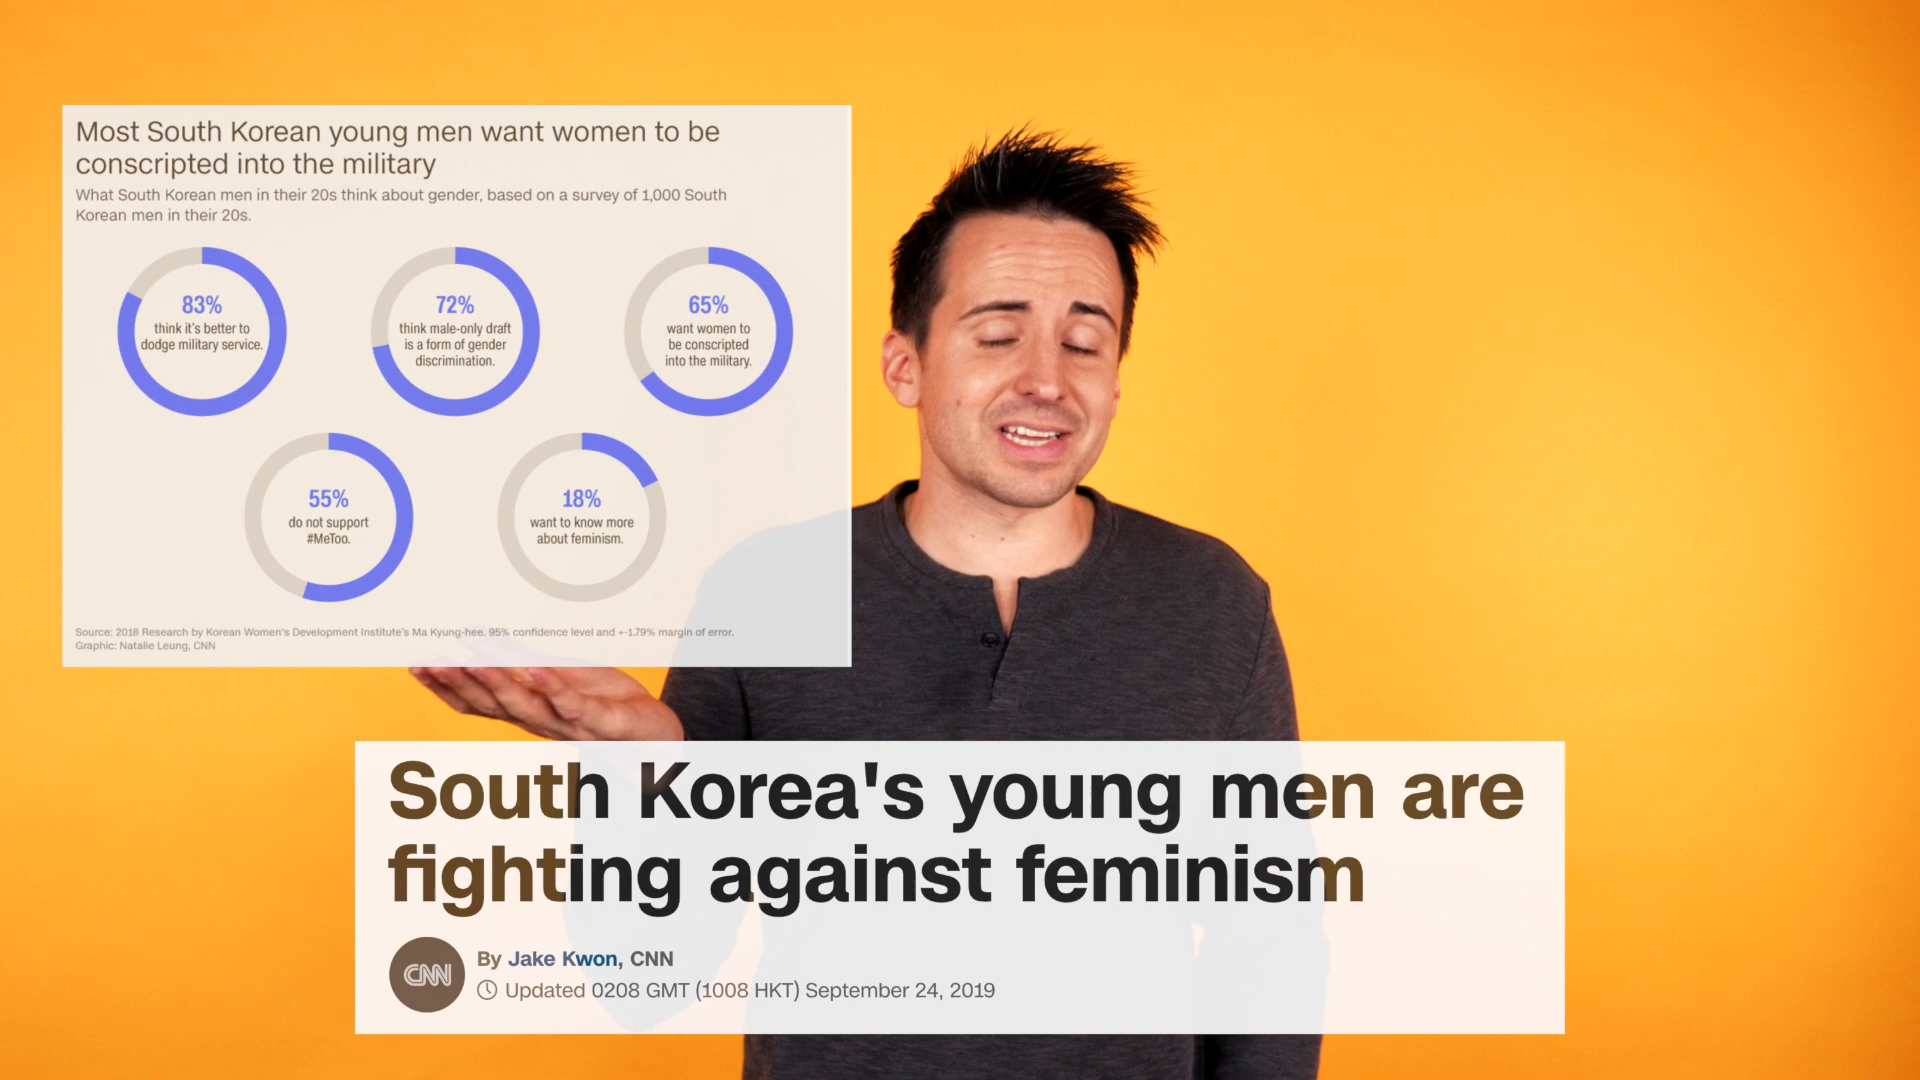 Most South Korean young men want women to be
conscripted into the military
What South Korean men in their 20s think about gender, based on a survey of 1,000 South
Korean men in their 20s.
83%
think it's better to
dodge military service.
72%
think male-only draft
is a form of gender
discrimination.
65%
want women to
be conscripted
into the military.
55%
do not support
#MeToo.
18%
want to know more
about feminism.
Source: 2018 Research by Korean Women's Development Institute's Ma Kyung-hee. 95% confidence level and +-1.79% margin of error.
Graphic: Natalie Leung, CNN
South Korea's young men are
fighting against feminism
CNN
By Jake Kwon, CNN
Updated 0208 GMT (1008 HKT) September 24, 2019